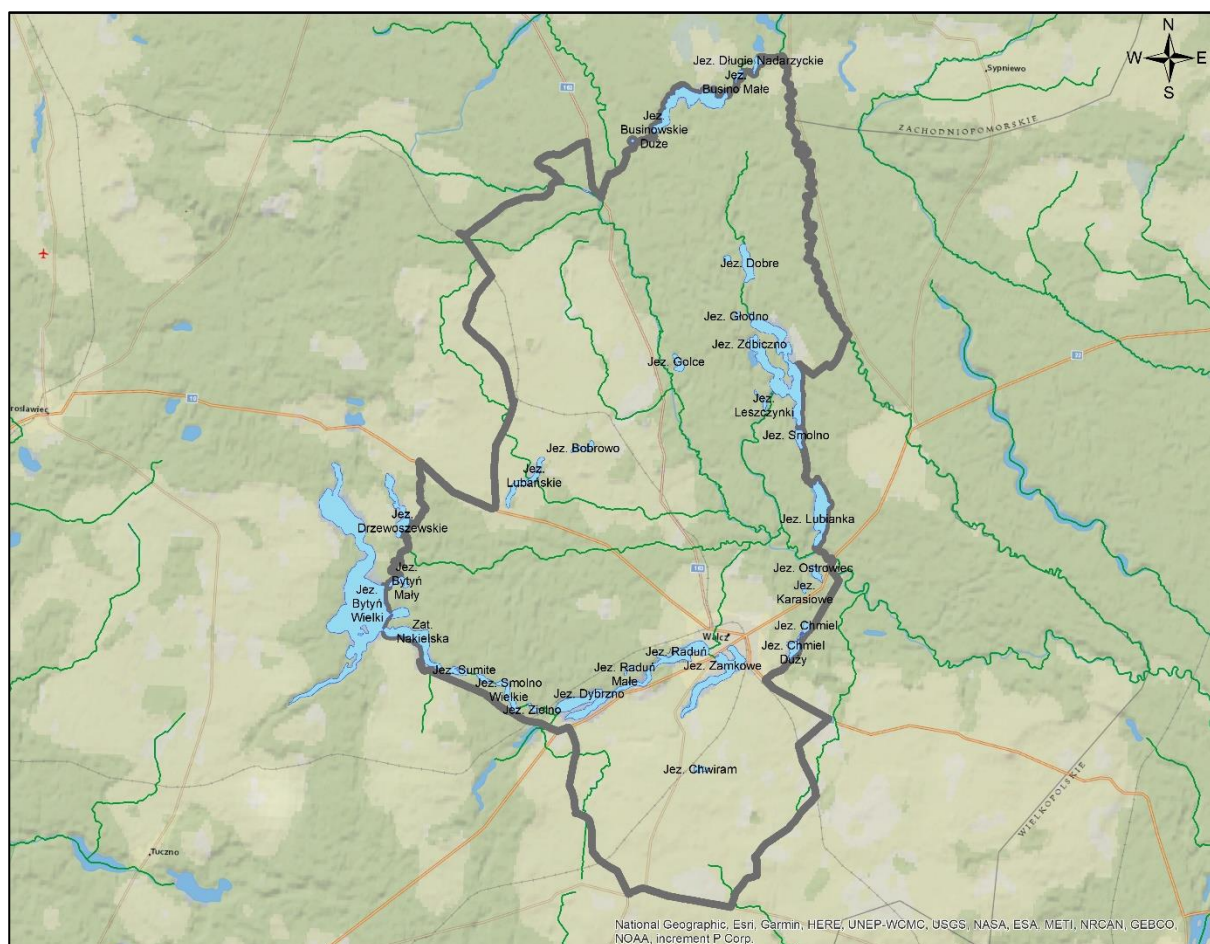 N
Jez. Długie Nadarzyckie
Sypniewo
W
E
Jez.
Busino Małe
S
163
Jez.
Businowskie
Duże
ZACHODNIOPOMORSKIE
Jez. Dobre
Jez. Głodno
Jez. Zdbiczno
Jez. Golce
22
10
rosławiec
Jez.
Leszczynki
Jez. Smolno
Jez. Bobrowo
Jez.
Lubańskie
Jez.
Drzewoszewskie
Jez. Lubianka
Jez.
Bytyń
Mały
163
Jez. Ostrowiec
Jez.
Karasiowe
Jez.
Bytyń
Wielki
Zat.
Nakielska
Jez. Chmiel
Wałcz
Jez. Chmiel
Duży
Jez. Raduń
Jez. Zamkowe
Jez. Sumite
Jez. Raduń
Małe
Jez. Smolno
Wielkie
Jez. Dybrzno
Jez. Zielno
Jez. Chwiram
WIELKOPOLSKIE
Tuczno
National Geographic, Esri, Garmin, HERE, UNEP-WCMC, USGS, NASA, ESA, METI, NRCAN, GEBCO,
NOAA, increment P Corp.